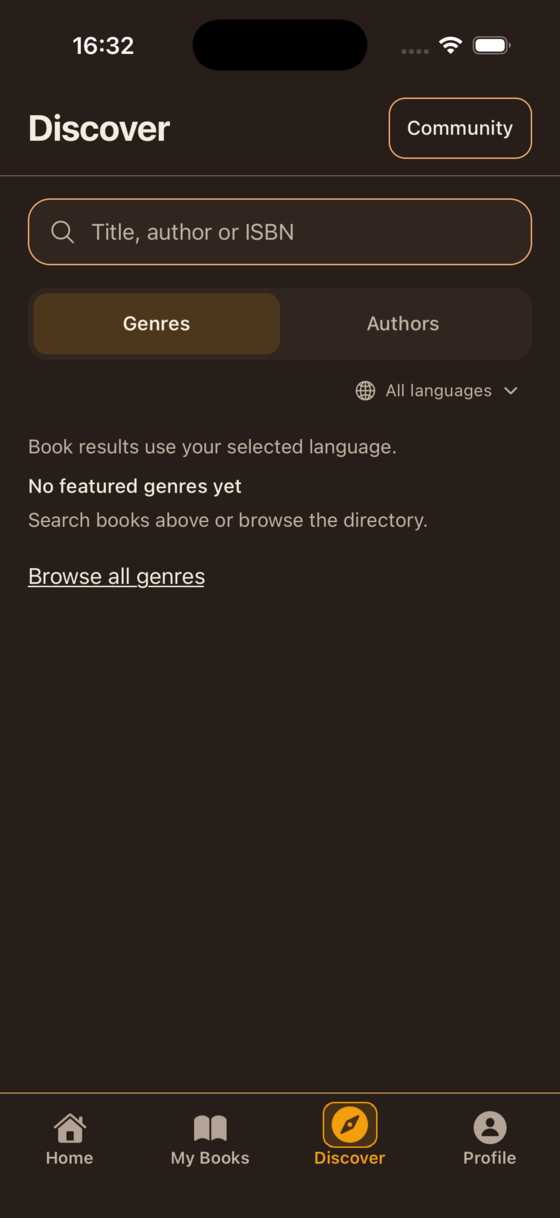 16:32
Discover
Community
Title, author or ISBN
Genres
Authors
All languages
Book results use your selected language.
No featured genres yet
Search books above or browse the directory.
Browse all genres
Home
My Books
Discover
Profile